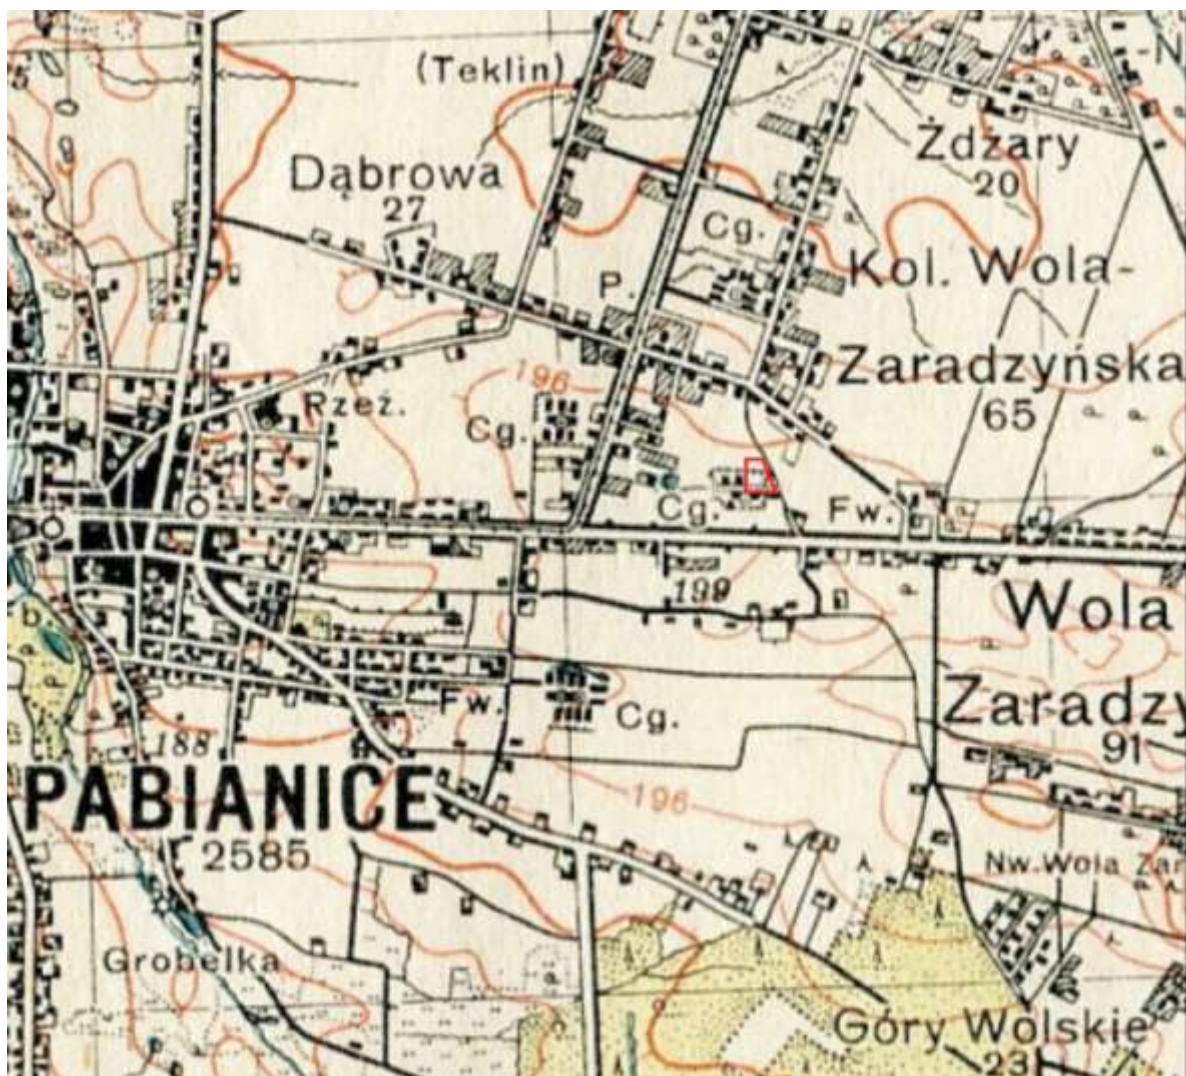 (Teklin)
Żdżary
20
Dąbrowa
27
Cg.
Kol. Wola-
P.
Zaradzyńska
65
196
Rzeź.
Cg.
Cg.
Fw.
199
Wola
b.
Fw.
Cg.
Zaradzy
91
188
PABIANICE
2585
196
Nw. Wola Zar
Grobelka
Góry Wolskie
23